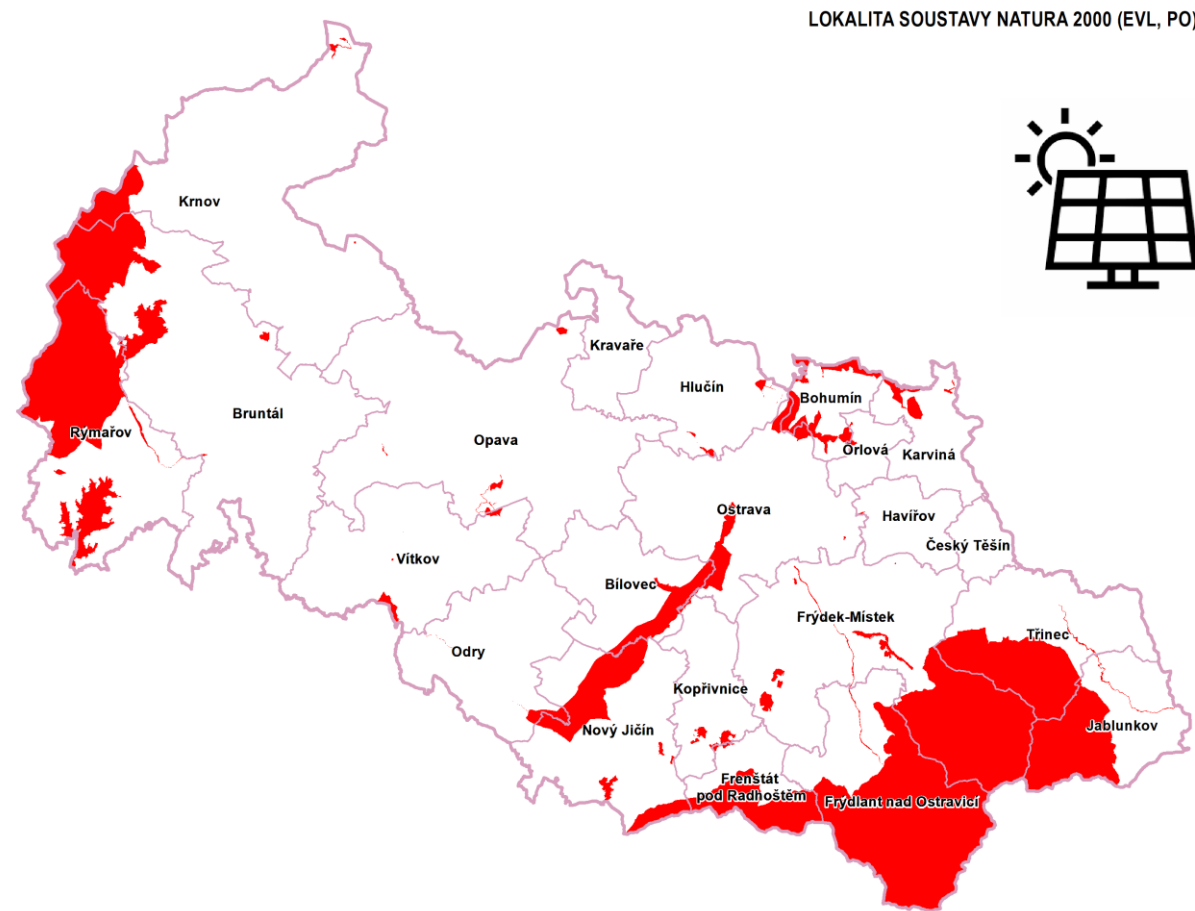 LOKALITA SOUSTAVY NATURA 2000 (EVL, PO)
Krnov
Kravaře
Hlučín
Bohumín
Bruntál
Rýmařov
Opava
Orlová
Karviná
Ostrava
Havířov
Český Těšín
Vítkov
Bílovec
Frýdek-Místek
Třinec
Odry
Kopřivnice
Nový Jičín
Jablunkov
Frenštát
pod Radhoštěm
Frýdlant nad Ostravicí